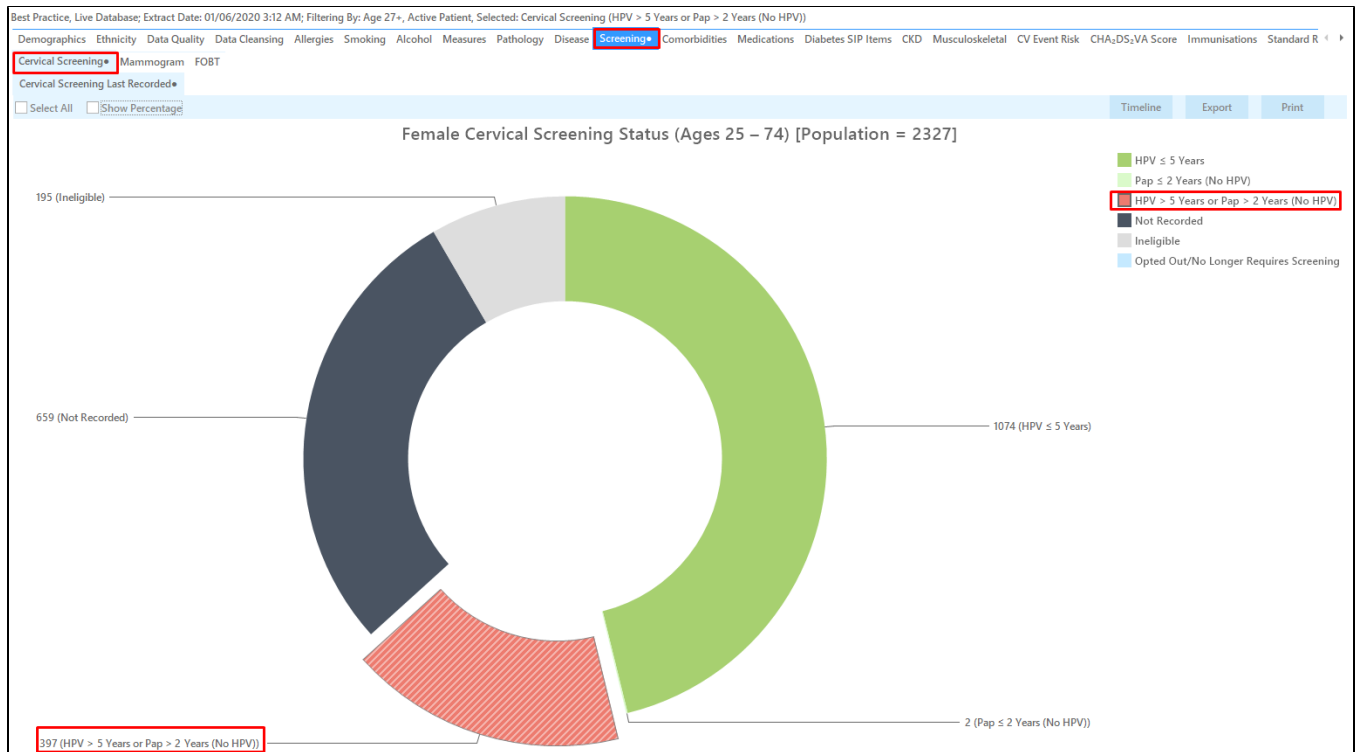 Best Practice, Live Database; Extract Date: 01/06/2020 3:12 AM; Filtering By: Age 27+, Active Patient, Selected: Cervical Screening (HPV > 5 Years or Pap > 2 Years (No HPV))
Demographics Ethnicity Data Quality Data Cleansing Allergies Smoking Alcohol Measures Pathology Disease Screening● Comorbidities Medications Diabetes SIP Items CKD Musculoskeletal CV Event Risk CHA₂DS₂VA Score Immunisations Standard R
Cervical Screening● Mammogram FOBT
Cervical Screening Last Recorded●
Select All Show Percentage Timeline Export Print
Female Cervical Screening Status (Ages 25 – 74) [Population = 2327]
HPV ≤ 5 Years
Pap ≤ 2 Years (No HPV)
HPV > 5 Years or Pap > 2 Years (No HPV)
Not Recorded
Ineligible
Opted Out/No Longer Requires Screening
195 (Ineligible)
659 (Not Recorded)
1074 (HPV ≤ 5 Years)
2 (Pap ≤ 2 Years (No HPV))
397 (HPV > 5 Years or Pap > 2 Years (No HPV))